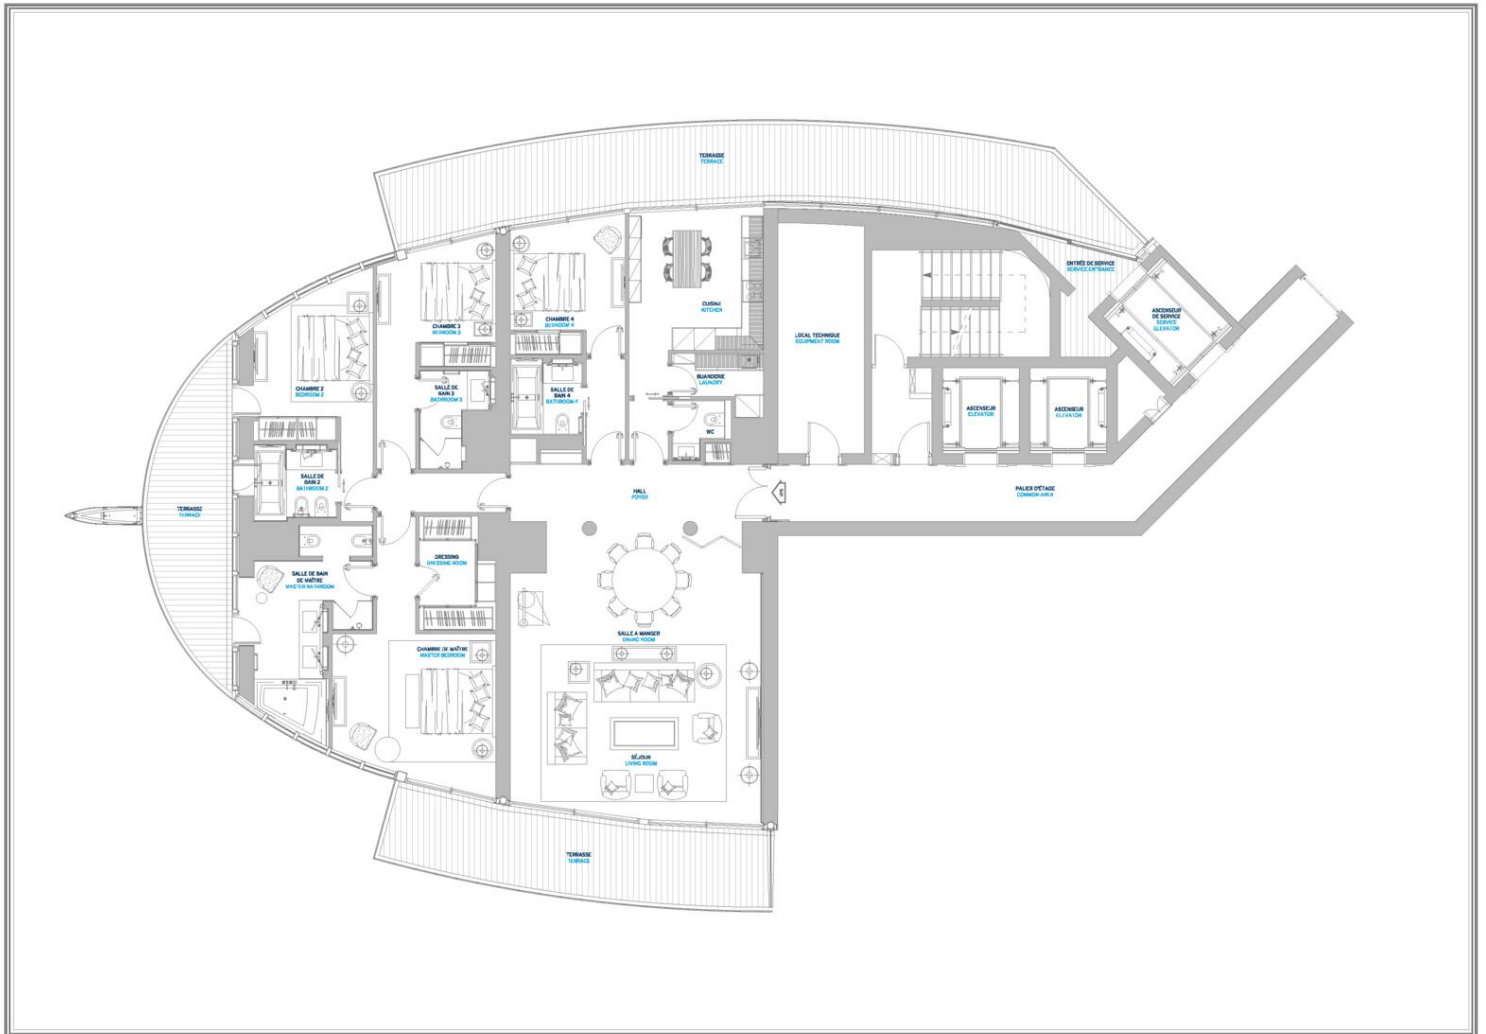 TERRASSE
TERRACE
ENTRÉE DE SERVICE
SERVICE ENTRANCE
CHAMBRE 3
BEDROOM 3
CHAMBRE 4
BEDROOM 4
CUISINE
KITCHEN
LOCAL TECHNIQUE
EQUIPMENT ROOM
ASCENSEUR
DE SERVICE
SERVICE
ELEVATOR
CHAMBRE 2
BEDROOM 2
SALLE DE
BAIN 3
BATHROOM 3
SALLE DE
BAIN 4
BATHROOM 4
BUANDERIE
LAUNDRY
WC
ASCENSEUR
ELEVATOR
ASCENSEUR
ELEVATOR
SALLE DE
BAIN 2
BATHROOM 2
HALL
FOYER
PALIER D'ÉTAGE
COMMON AREA
TERRASSE
TERRACE
SALLE DE BAIN
DE MAÎTRE
MASTER BATHROOM
DRESSING
DRESSING ROOM
CHAMBRE DE MAÎTRE
MASTER BEDROOM
SALLE A MANGER
DINING ROOM
SÉJOUR
LIVING ROOM
TERRASSE
TERRACE